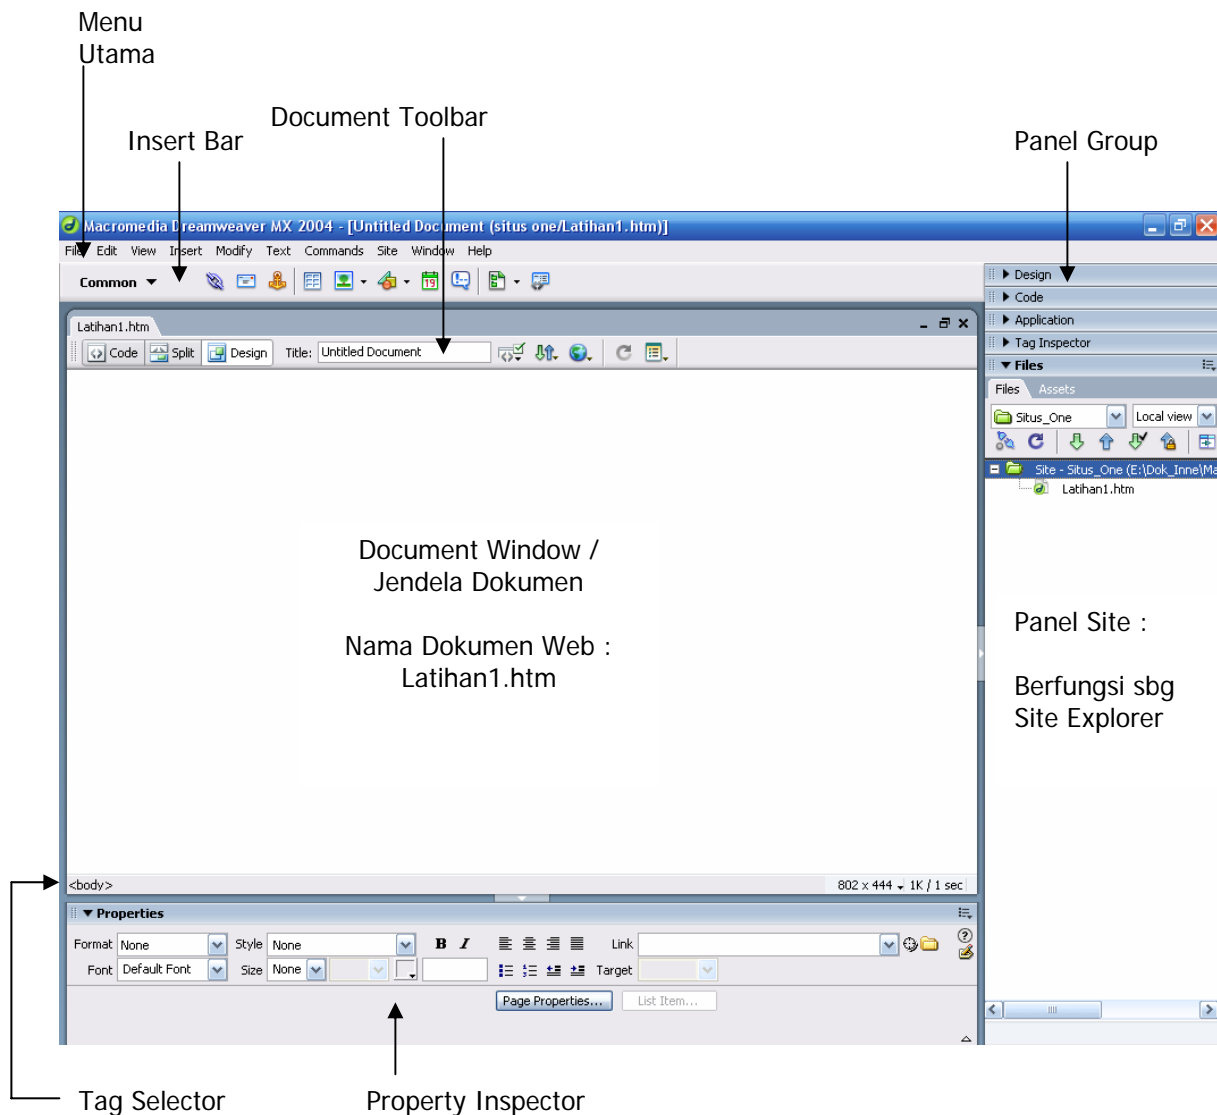 Menu
Utama
Document Toolbar
Insert Bar
Panel Group
Macromedia Dreamweaver MX 2004 - [Untitled Document (situs one/Latihan1.htm)]
File Edit View Insert Modify Text Commands Site Window Help
Common
19
Design
Code
Application
Tag Inspector
Files
Files Assets
Situs_One Local view
Site - Situs_One (E:\Dok_Inne\Ma
Latihan1.htm
Latihan1.htm
Code Split Design Title: Untitled Document
Document Window /
Jendela Dokumen
Nama Dokumen Web :
Latihan1.htm
Panel Site :
Berfungsi sbg
Site Explorer
<body> 802 x 444 1K / 1 sec
Properties
Format None Style None B I Link
Font Default Font Size None Target
Page Properties... List Item...
Tag Selector Property Inspector